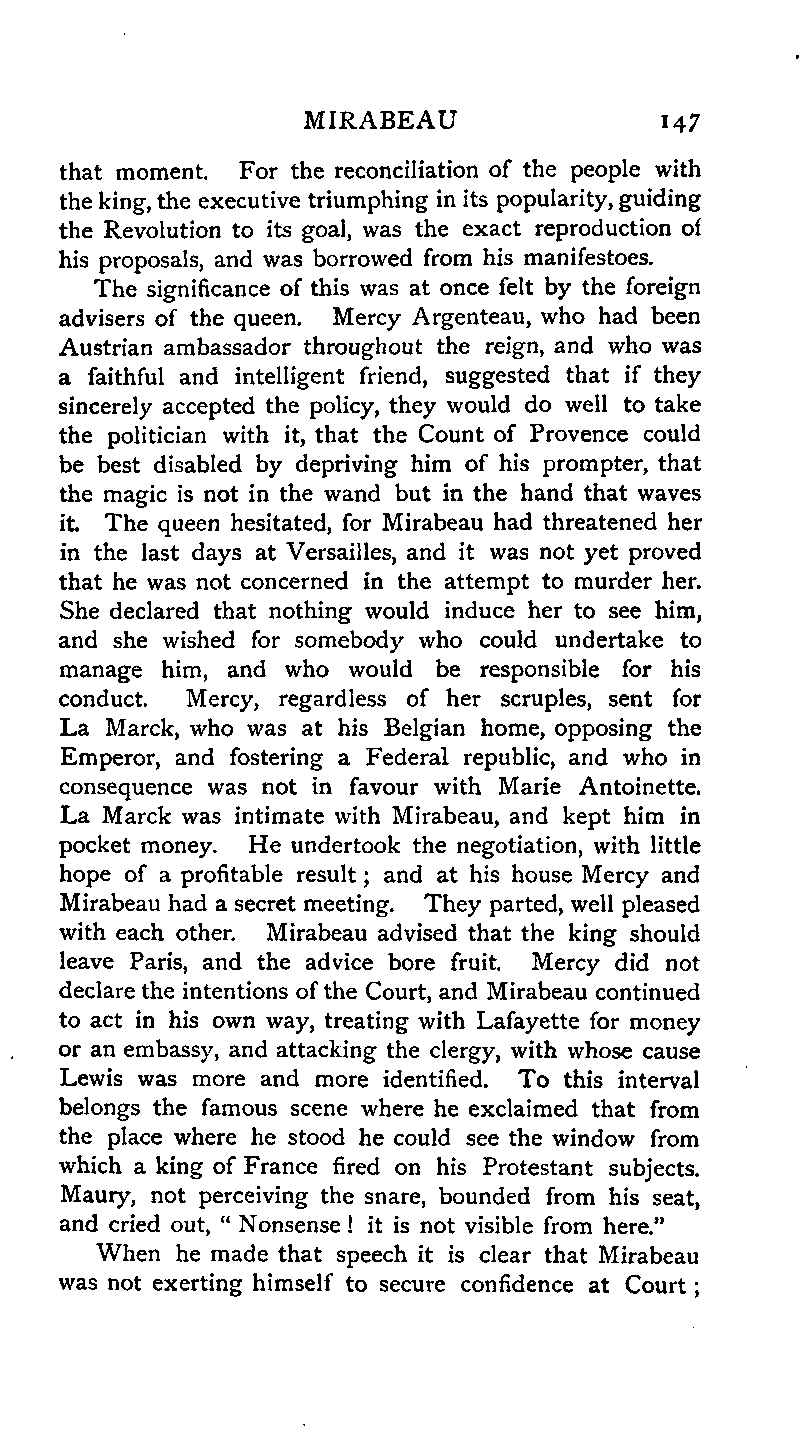 MIRABEAU 147
that moment. For the reconciliation of the people with
the king, the executive triumphing in its popularity, guiding
the Revolution to its goal, was the exact reproduction of
his proposals, and was borrowed from his manifestoes.
The significance of this was at once felt by the foreign
advisers of the queen. Mercy Argenteau, who had been
Austrian ambassador throughout the reign, and who was
a faithful and intelligent friend, suggested that if they
sincerely accepted the policy, they would do well to take
the politician with it, that the Count of Provence could
be best disabled by depriving him of his prompter, that
the magic is not in the wand but in the hand that waves
it. The queen hesitated, for Mirabeau had threatened her
in the last days at Versailles, and it was not yet proved
that he was not concerned in the attempt to murder her.
She declared that nothing would induce her to see him,
and she wished for somebody who could undertake to
manage him, and who would be responsible for his
conduct. Mercy, regardless of her scruples, sent for
La Marck, who was at his Belgian home, opposing the
Emperor, and fostering a Federal republic, and who in
consequence was not in favour with Marie Antoinette.
La Marck was intimate with Mirabeau, and kept him in
pocket money. He undertook the negotiation, with little
hope of a profitable result ; and at his house Mercy and
Mirabeau had a secret meeting. They parted, well pleased
with each other. Mirabeau advised that the king should
leave Paris, and the advice bore fruit. Mercy did not
declare the intentions of the Court, and Mirabeau continued
to act in his own way, treating with Lafayette for money
or an embassy, and attacking the clergy, with whose cause
Lewis was more and more identified. To this interval
belongs the famous scene where he exclaimed that from
the place where he stood he could see the window from
which a king of France fired on his Protestant subjects.
Maury, not perceiving the snare, bounded from his seat,
and cried out, “ Nonsense ! it is not visible from here.”
When he made that speech it is clear that Mirabeau
was not exerting himself to secure confidence at Court ;